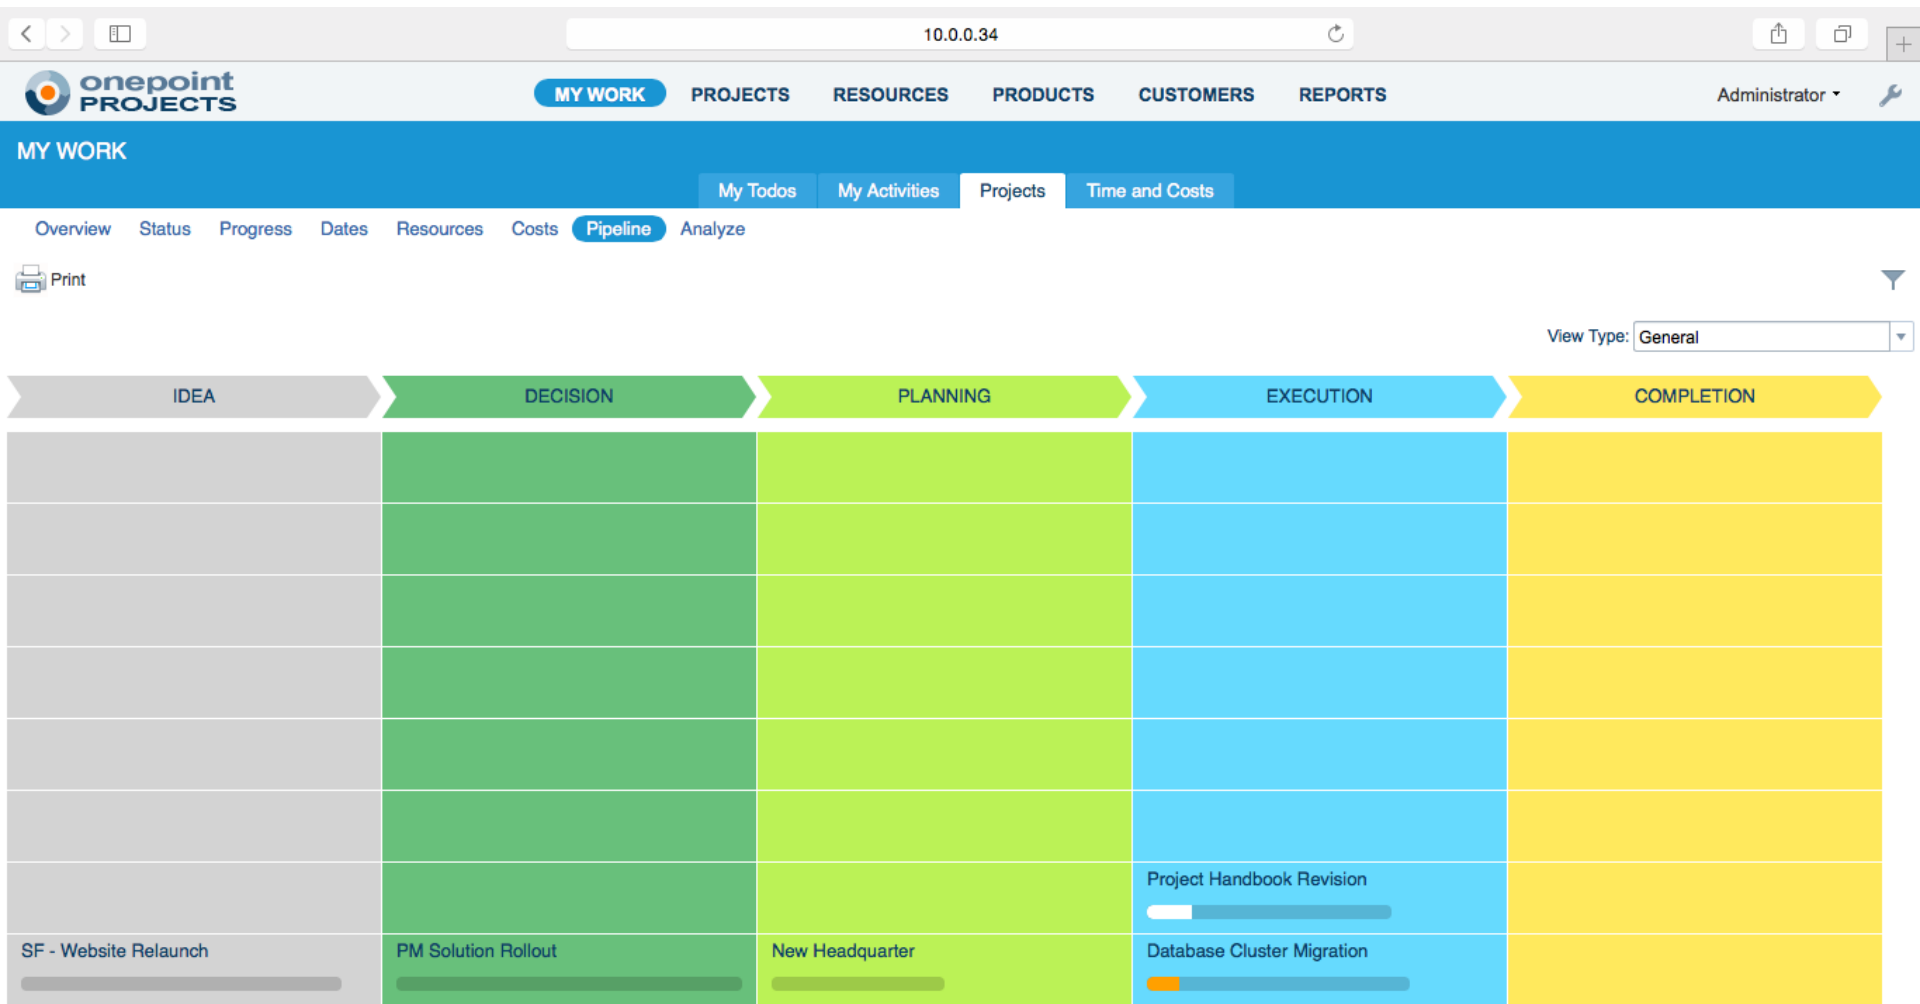 10.0.0.34
onepoint
PROJECTS
MY WORK PROJECTS RESOURCES PRODUCTS CUSTOMERS REPORTS Administrator
MY WORK
My Todos My Activities Projects Time and Costs
Overview Status Progress Dates Resources Costs Pipeline Analyze
Print
View Type: General
IDEA DECISION PLANNING EXECUTION COMPLETION
Project Handbook Revision
SF - Website Relaunch PM Solution Rollout New Headquarter Database Cluster Migration